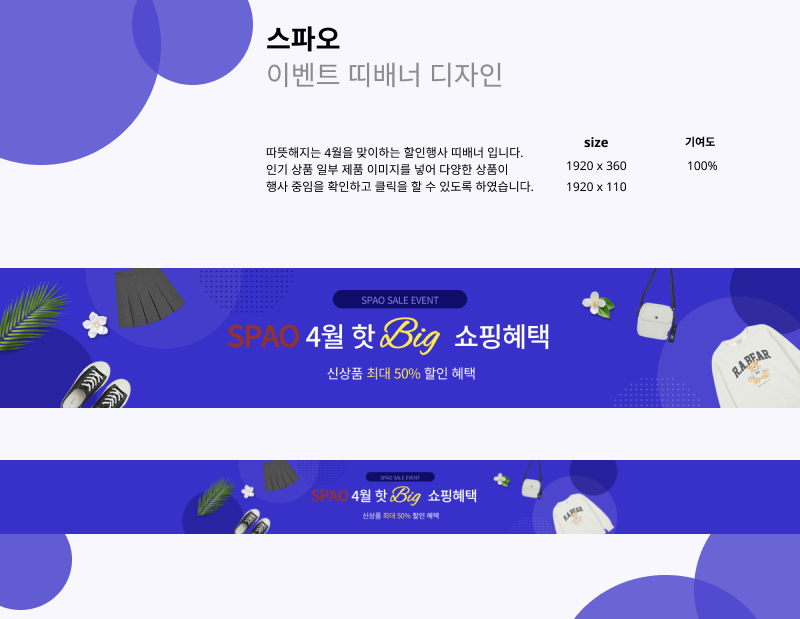 스파오
이벤트 띠배너 디자인
따뜻해지는 4월을 맞이하는 할인행사 띠배너 입니다.
인기 상품 일부 제품 이미지를 넣어 다양한 상품이
행사 중임을 확인하고 클릭을 할 수 있도록 하였습니다.
size
1920 x 360
1920 x 110
기여도
100%
SPAO SALE EVENT
SPAO 4월 핫 Big 쇼핑혜택
신상품 최대 50% 할인 혜택
R.A.BEAR
SPAO SALE EVENT
SPAO 4월 핫 Big 쇼핑혜택
신상품 최대 50% 할인 혜택